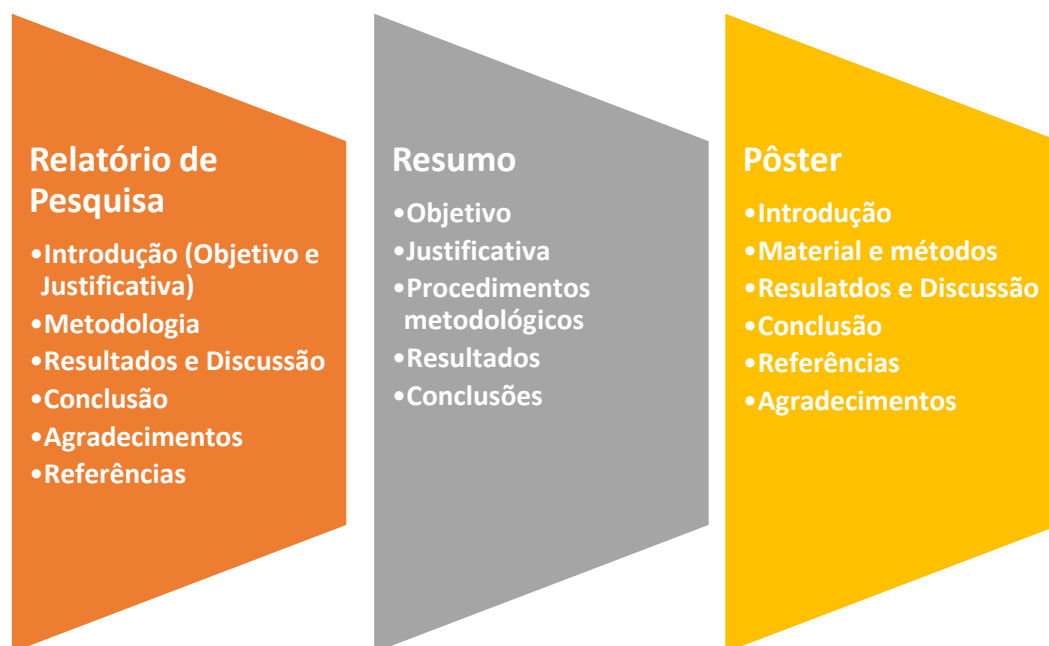 Relatório de
Pesquisa
•Introdução (Objetivo e
Justificativa)
•Metodologia
•Resultados e Discussão
•Conclusão
•Agradecimentos
•Referências
Resumo
•Objetivo
•Justificativa
•Procedimentos
metodológicos
•Resultados
•Conclusões
Pôster
•Introdução
•Material e métodos
•Resulatdos e Discussão
•Conclusão
•Referências
•Agradecimentos